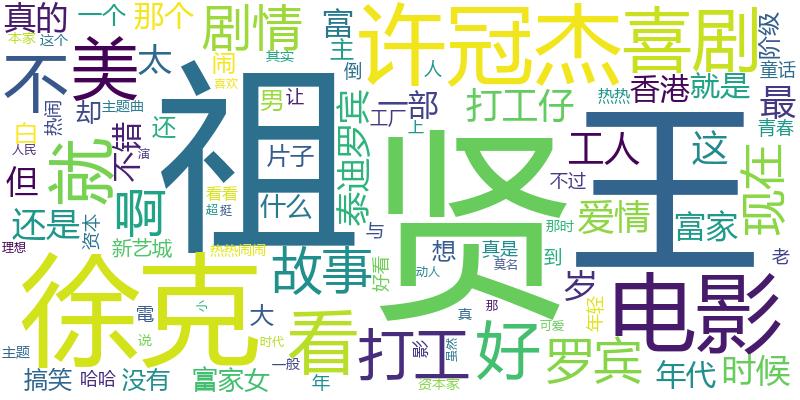 真的
一个
那个
剧情
富
许冠杰
喜剧
阶级
本家
这个
其实
主
倒
人
童话
不
美
太
闹
喜欢
祖
贤
王
男
让
泰迪罗宾
一部
打工仔
热热
香港
就是
最
热闹
主题曲
却
还
工厂
上
青春
白
人民
演
不错
就
片子
工人
这
现在
但
看看
超
挺
什么
不过
爱情
富家
还是
资本
啊
新艺城
与
想
真是
那时
到
老
理想
热热闹闹
故事
好看
动人
莫名
岁
徐克
電
小
大
看
打工
影
虽然
好
真
那
可爱
年轻
罗宾
电影
主题
说
时代
搞笑
哈哈
没有
富家女
一般
年
资本家
年代
时候